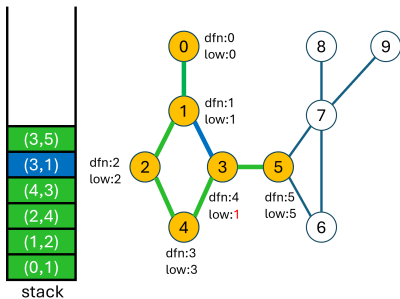 (3,5)
(3,1)
(4,3)
(2,4)
(1,2)
(0,1)
stack
0
dfn:0
low:0
1
dfn:1
low:1
dfn:2
low:2
2
3
dfn:4
low:1
4
dfn:3
low:3
5
dfn:5
low:5
8
9
7
6